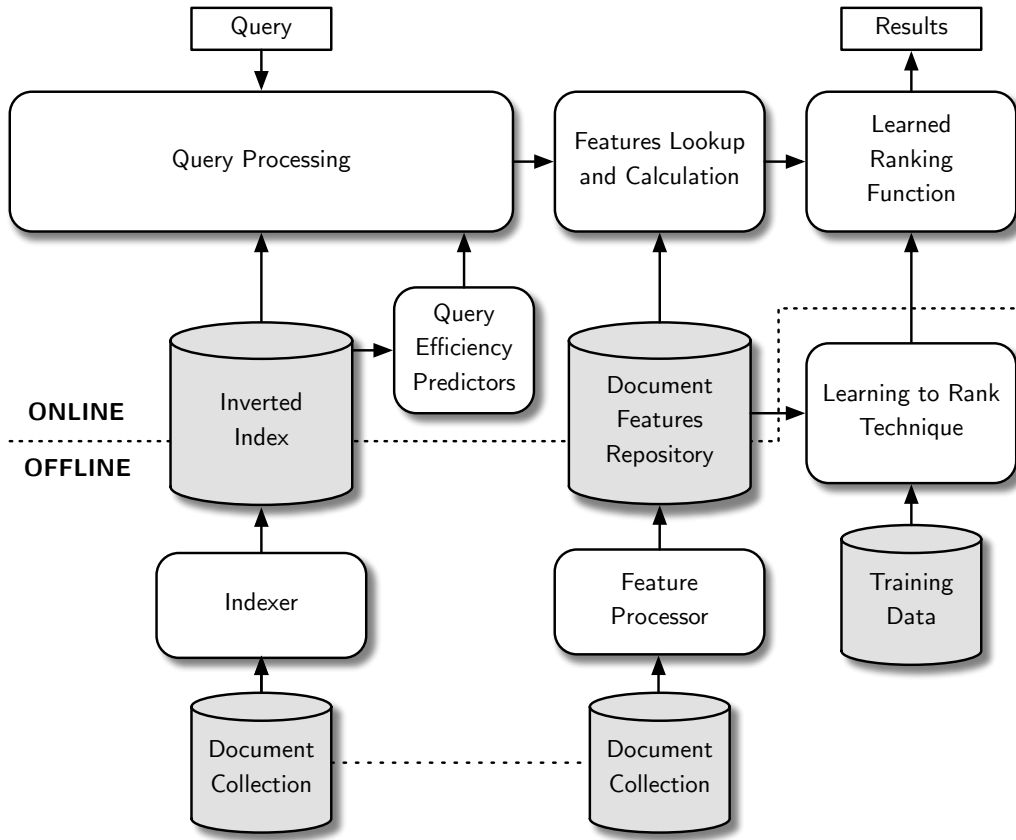 Query
Results
Query Processing
Features Lookup
and Calculation
Learned
Ranking
Function
Query
Efficiency
Predictors
Inverted
Index
Document
Features
Repository
Learning to Rank
Technique
ONLINE
OFFLINE
Indexer
Feature
Processor
Training
Data
Document
Collection
Document
Collection